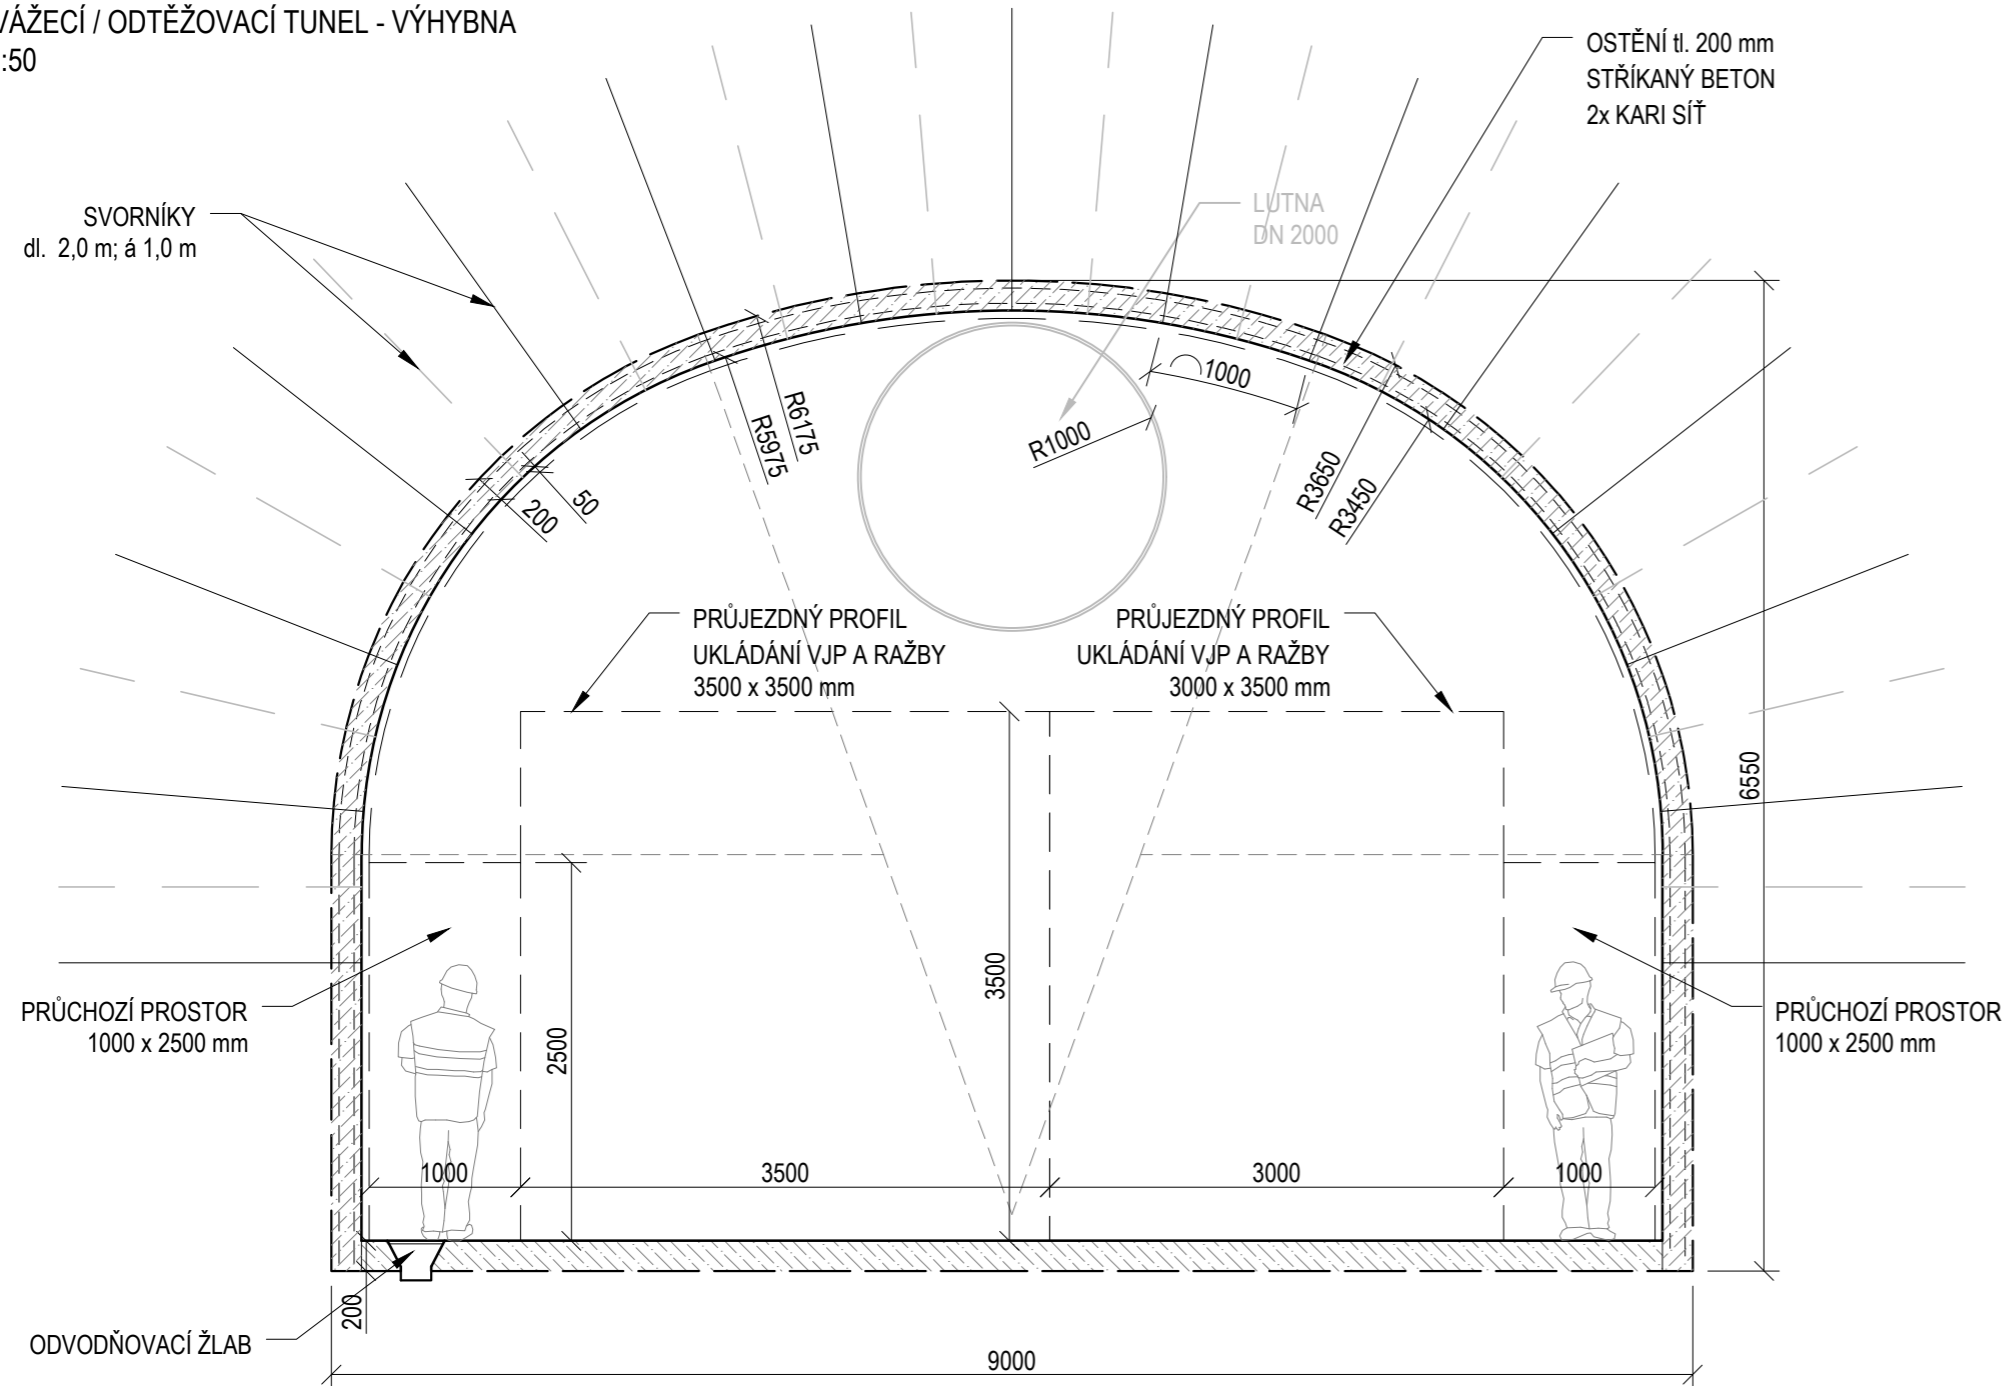 VÁŽECÍ / ODTĚŽOVACÍ TUNEL - VÝHYBNA
:50
OSTĚNÍ tl. 200 mm
STŘÍKANÝ BETON
2x KARI SÍŤ
SVORNÍKY
dl. 2,0 m; á 1,0 m
LUTNA
DN 2000
1000
R6175
R5975
R1000
R3650
R3450
50
200
PRŮJEZDNÝ PROFIL
UKLÁDÁNÍ VJP A RAŽBY
3500 x 3500 mm
PRŮJEZDNÝ PROFIL
UKLÁDÁNÍ VJP A RAŽBY
3000 x 3500 mm
6550
3500
2500
PRŮCHOZÍ PROSTOR
1000 x 2500 mm
PRŮCHOZÍ PROSTOR
1000 x 2500 mm
1000
3500
3000
1000
200
ODVODŇOVACÍ ŽLAB
9000